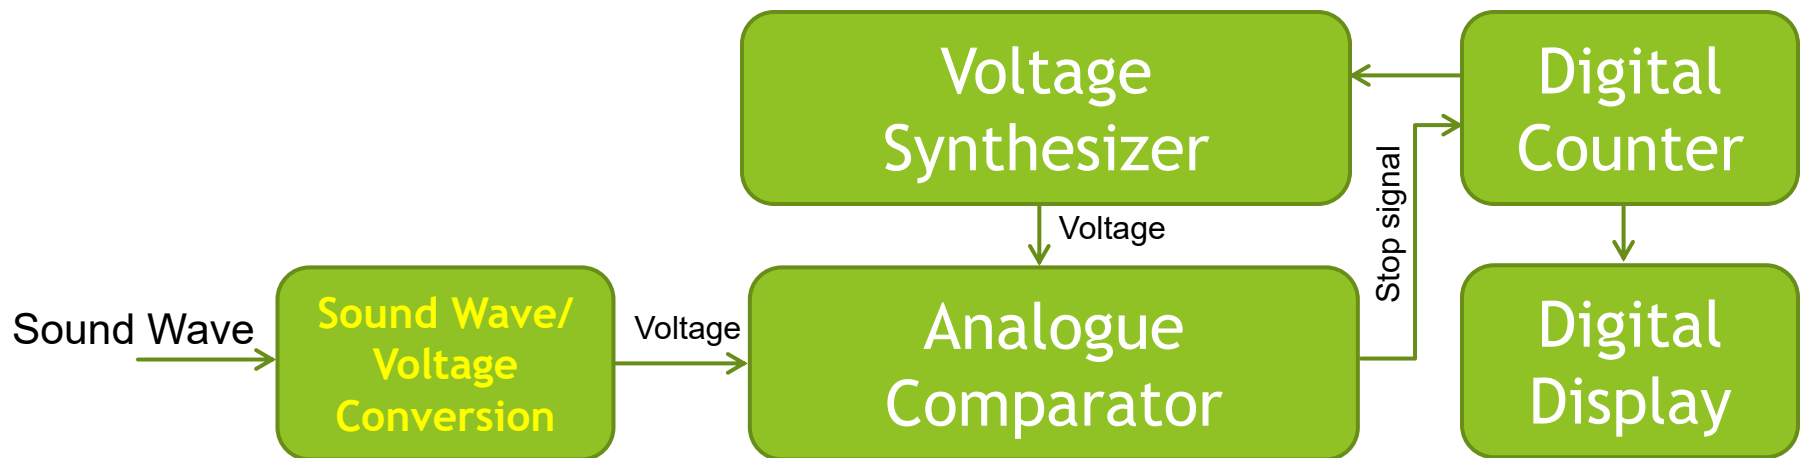 Voltage
Synthesizer
Digital
Counter
Stop signal
Voltage
Sound Wave
Sound Wave/
Voltage
Conversion
Voltage
Analogue
Comparator
Digital
Display